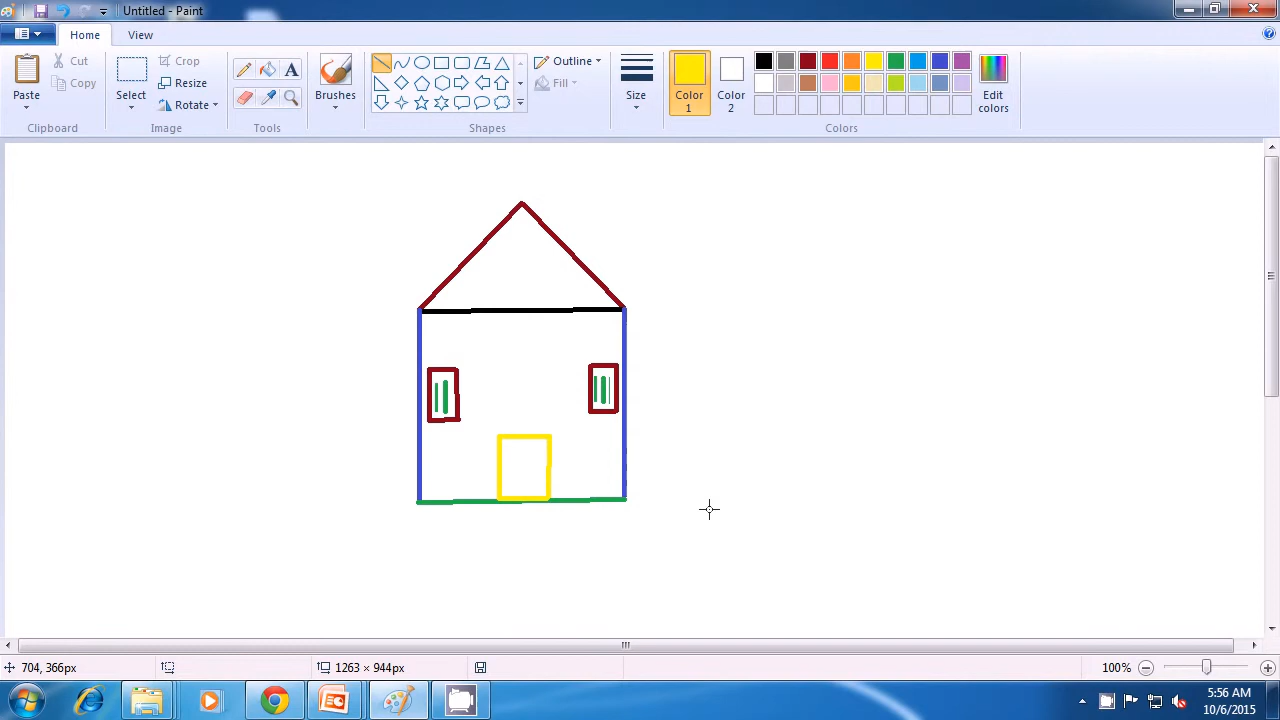 Untitled - Paint
Home View
Paste
Cut
Copy
Clipboard
Select
Crop
Resize
Rotate
Image
A
Tools
Brushes
Outline
Fill
Shapes
Size
Color 1
Color 2
Edit colors
Colors
704, 366px
1263 × 944px
100%
5:56 AM
10/6/2015